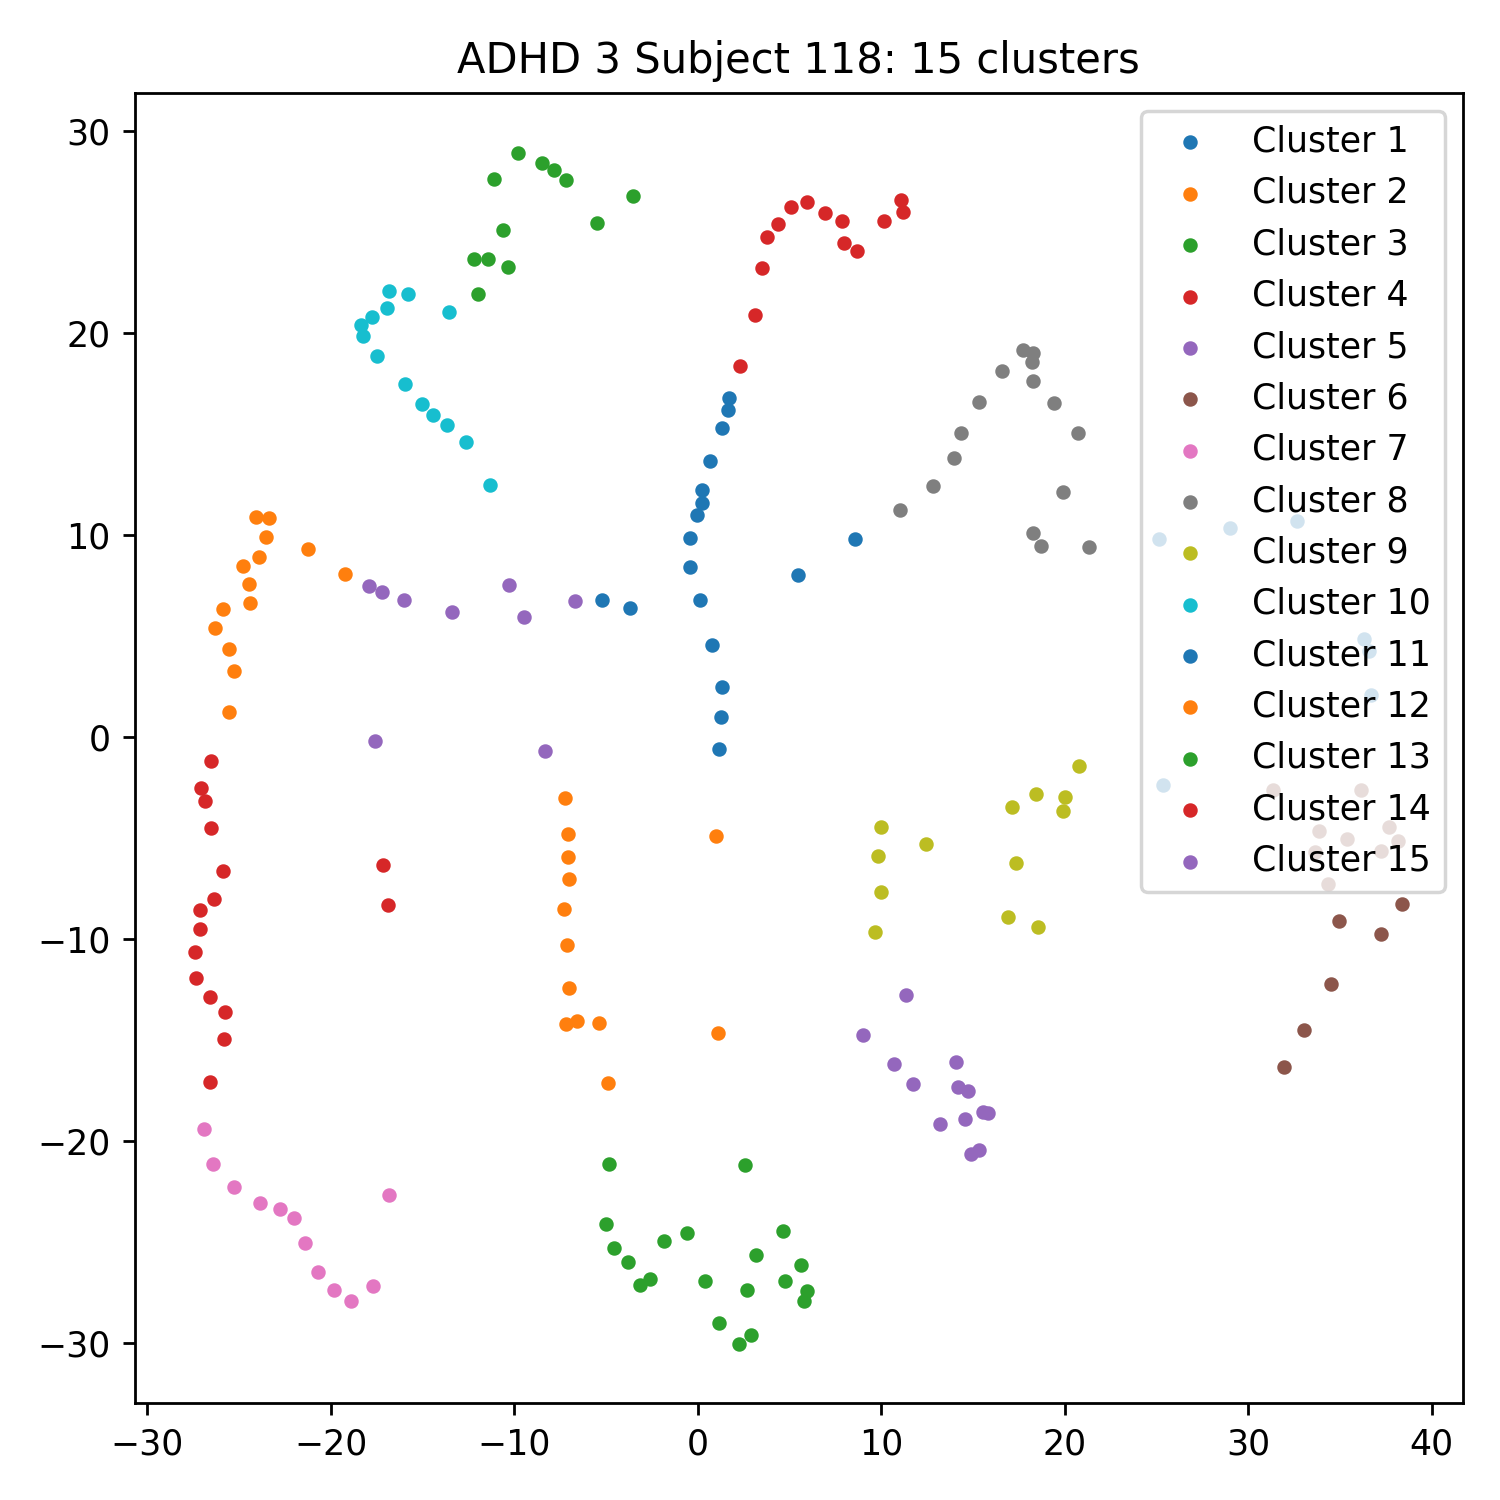 ADHD 3 Subject 118: 15 clusters
30
20
10
0
−10
−20
−30
−30 −20 −10 0 10 20 30 40
Cluster 1
Cluster 2
Cluster 3
Cluster 4
Cluster 5
Cluster 6
Cluster 7
Cluster 8
Cluster 9
Cluster 10
Cluster 11
Cluster 12
Cluster 13
Cluster 14
Cluster 15